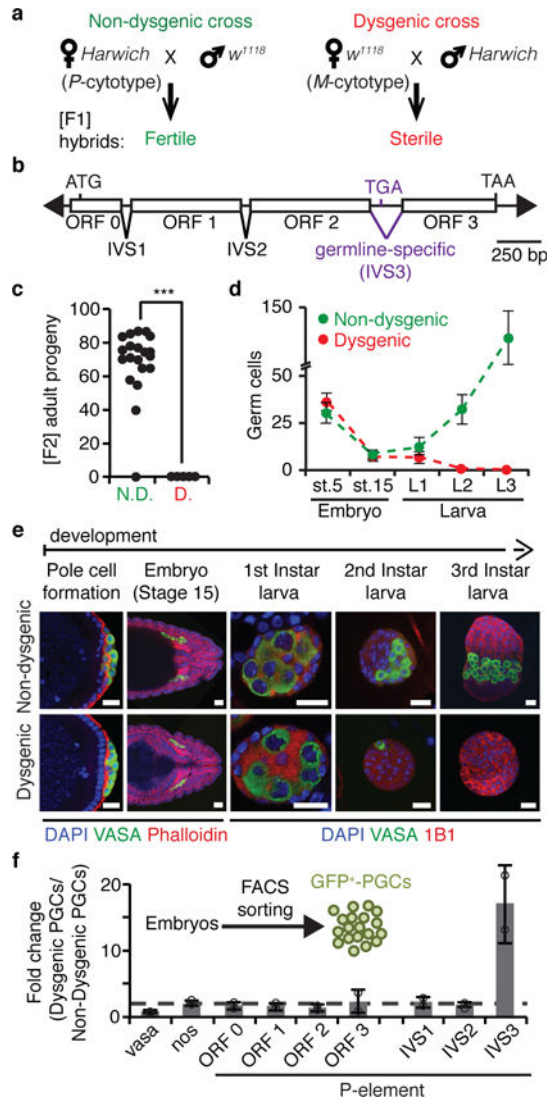 a
Non-dysgenic cross
Dysgenic cross
Harwich X w1118
w1118 X Harwich
(P-cytotype)
(M-cytotype)
[F1]
hybrids:
Fertile
Sterile
b
ATG
TGA
TAA
ORF 0
ORF 1
ORF 2
ORF 3
IVS1
IVS2
germline-specific
(IVS3)
250 bp
c
[F2] adult progeny
***
100
80
60
40
20
0
N.D.
D.
d
Germ cells
150
50
25
0
Non-dysgenic
Dysgenic
st.5
st.15
L1
L2
L3
Embryo
Larva
e
development
Pole cell
formation
Embryo
(Stage 15)
1st Instar
larva
2nd Instar
larva
3rd Instar
larva
Non-dysgenic
Dysgenic
DAPI VASA Phalloidin
DAPI VASA 1B1
f
Fold change
(Dysgenic PGCs/
Non-Dysgenic PGCs)
20
15
10
5
0
Embryos
FACS
sorting
GFP+-PGCs
vasa
nos
ORF 0
ORF 1
ORF 2
ORF 3
IVS1
IVS2
IVS3
P-element